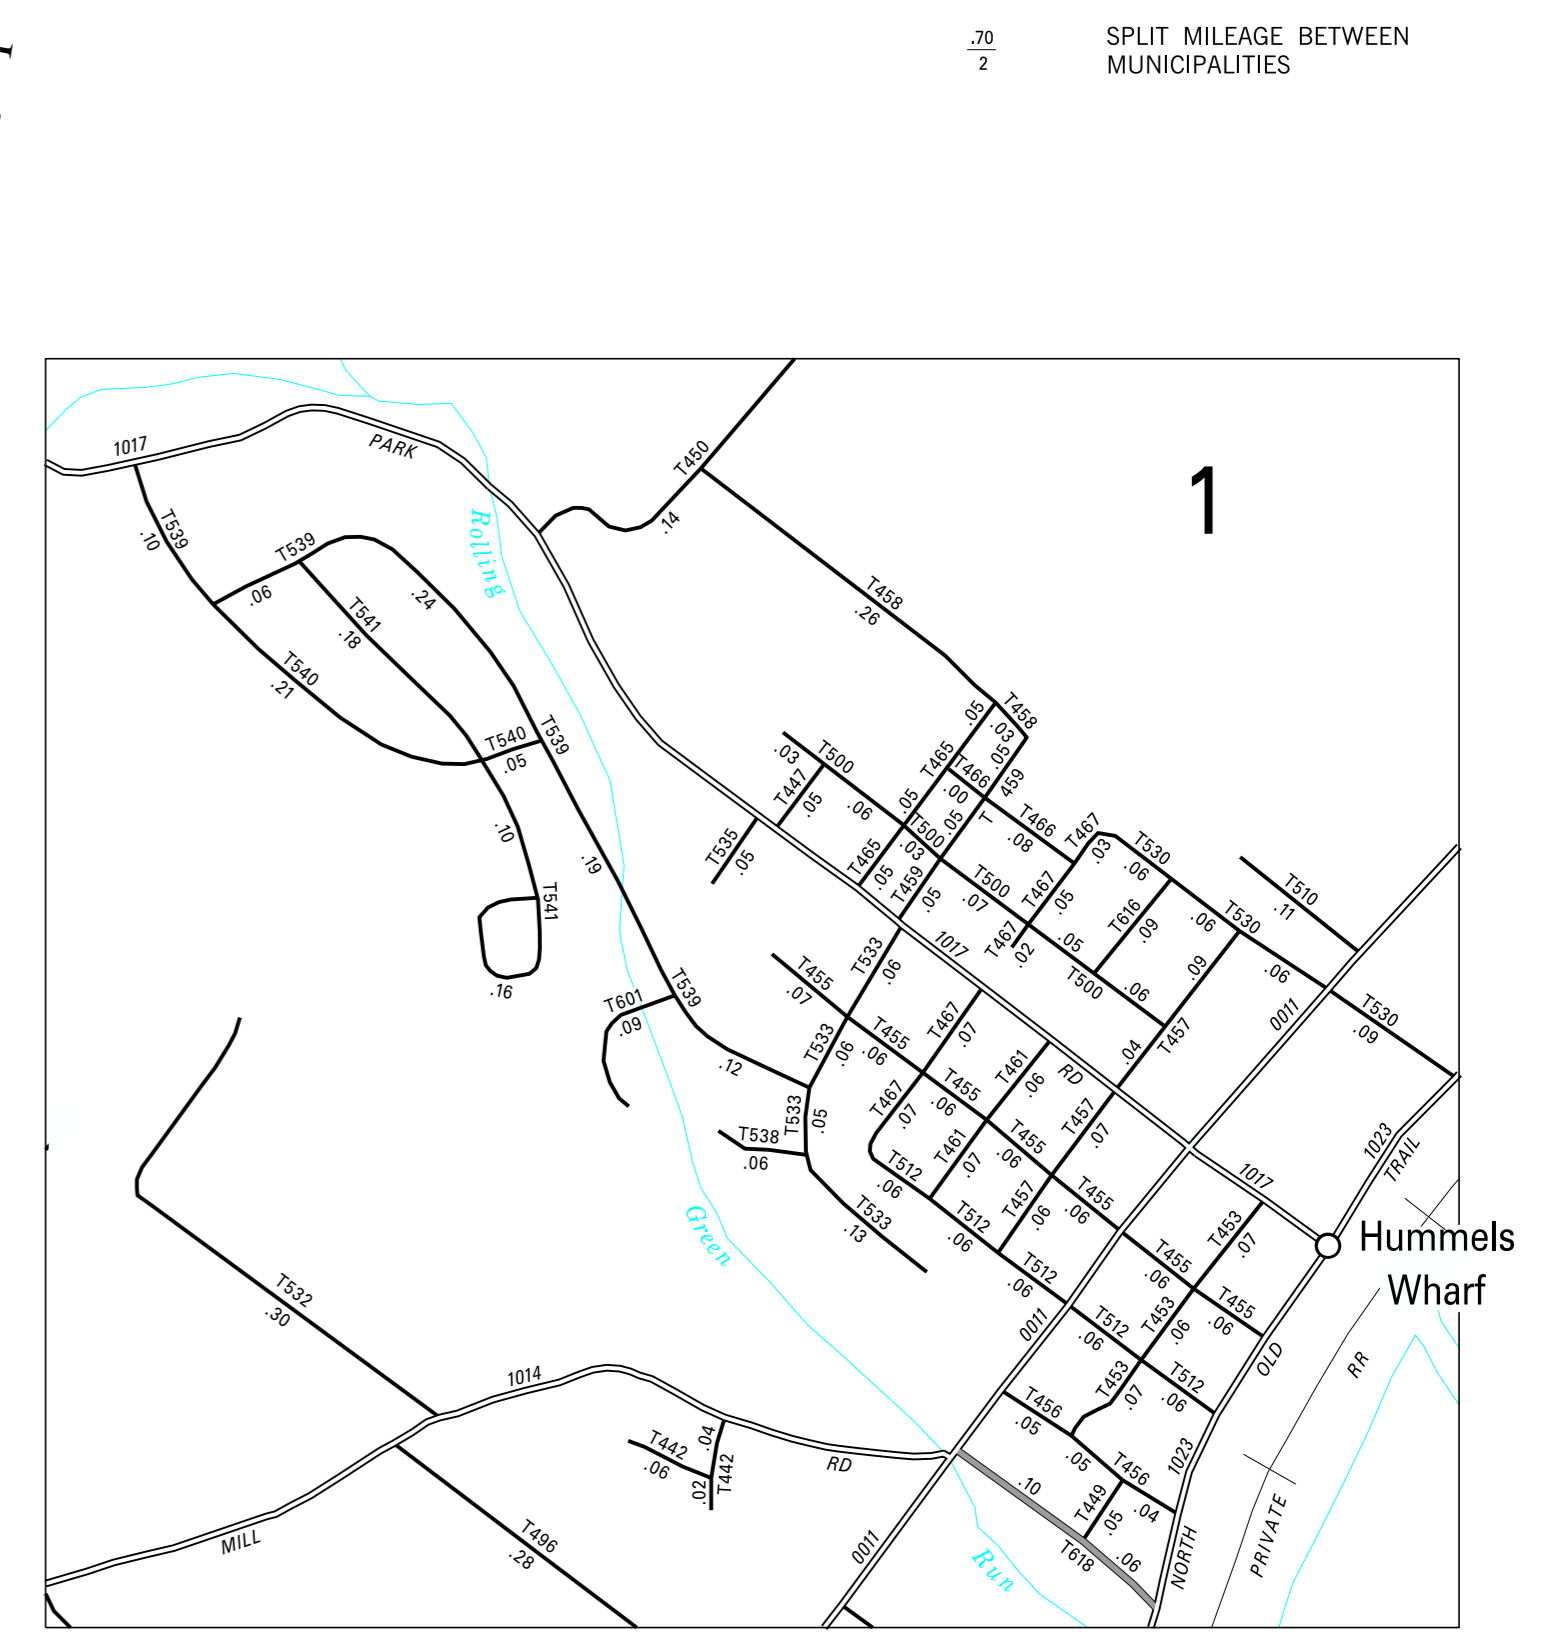 .70
2
SPLIT MILEAGE BETWEEN
MUNICIPALITIES
1
1017
PARK
T450
.14
T539
.10
T539
.06
.24
T541
.18
T540
.21
Rolling
T458
.26
T458
.03
.05
.05
459
T465
T466
.00
.05
.05
T
T466
.08
T467
.03
T530
.06
T540
.05
T539
.03
T500
T447
.05
.06
T500
.03
T465
.05
T459
.05
T535
.05
T500
.07
T467
.05
T467
.02
T616
.09
.06
T530
T510
.11
.10
.19
T541
.16
1017
.05
T500
.06
.09
.06
T530
.09
0011
T533
.06
T455
.07
T601
.09
T539
.12
T533
.06
T455
.06
T467
.07
T461
.06
RD
.04
T457
T467
.07
T455
.06
T457
.07
T533
.05
T538
.06
T461
.07
T455
.06
T512
.06
T457
.06
T455
.06
1023
TRAIL
1017
T533
.13
Green
T512
.06
T512
.06
T453
.07
T455
.06
Hummels
Wharf
T532
.30
0011
T512
.06
T453
.06
T455
.06
OLD
RR
1014
T453
.07
T512
.06
T456
.05
.05
T456
.04
T442
.06
.04
.02
T442
RD
1023
.10
T449
.05
T618
.06
MILL
T496
.28
0011
Run
NORTH
PRIVATE